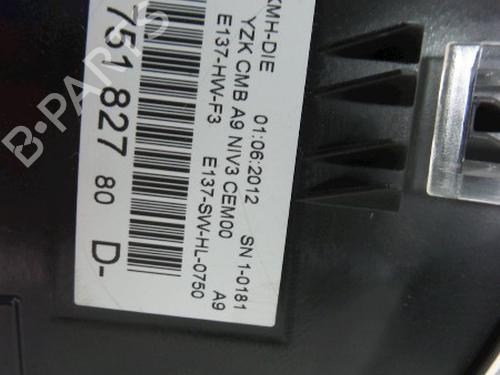 KMH-DIE
YZK CMB A9 NIV3 CEM00
E137-HW-F3 E137-SW-HL-0750
01:06:2012 SN 1-0181
A9
751 827 80 D-
B-PARTS